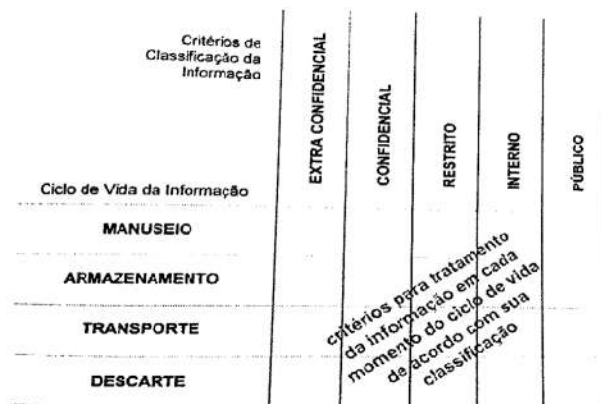 Critérios de
Classificação da
Informação
EXTRA CONFIDENCIAL
CONFIDENCIAL
RESTRITO
INTERNO
PÚBLICO
Ciclo de Vida da Informação
MANUSEIO
ARMAZENAMENTO
TRANSPORTE
DESCARTE
critérios para tratamento
da informação em cada
momento do ciclo de vida
de acordo com sua
classificação